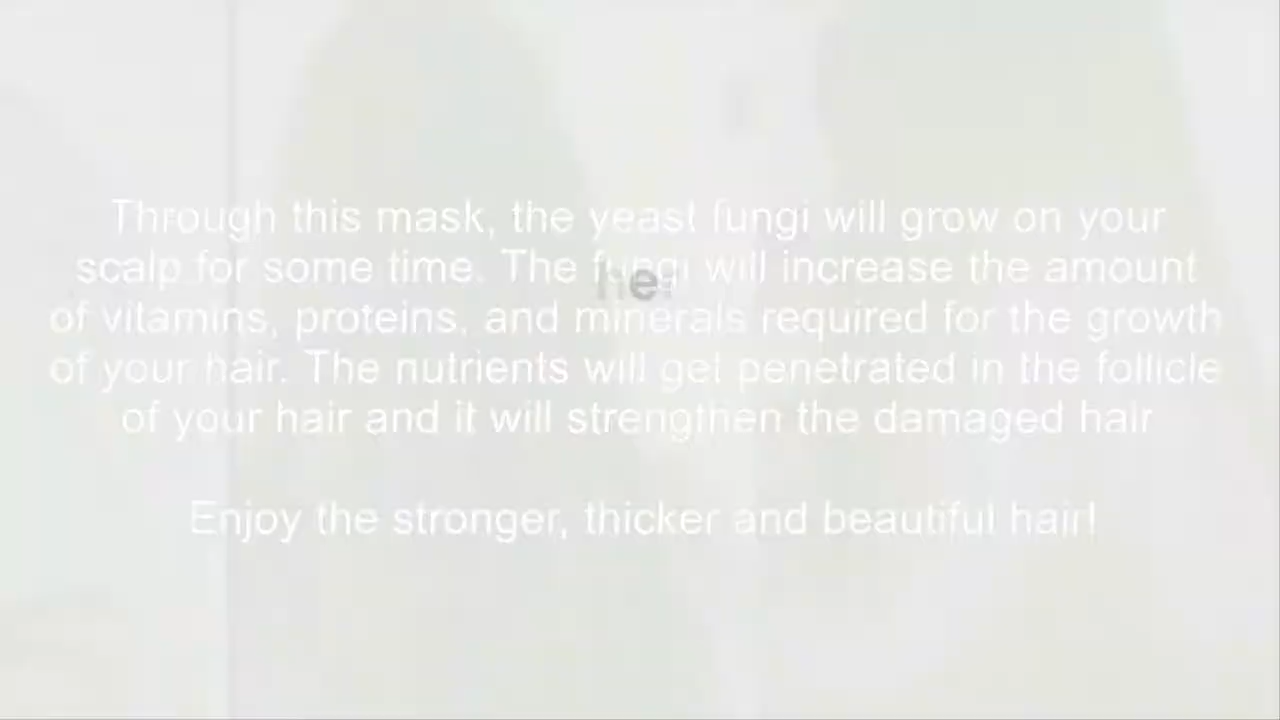 Through this mask, the yeast fungi will grow on your
scalp for some time. The fungi will increase the amount
of vitamins, proteins, and minerals required for the growth
of your hair. The nutrients will get penetrated in the follicle
of your hair and it will strengthen the damaged hair
Enjoy the stronger, thicker and beautiful hair!